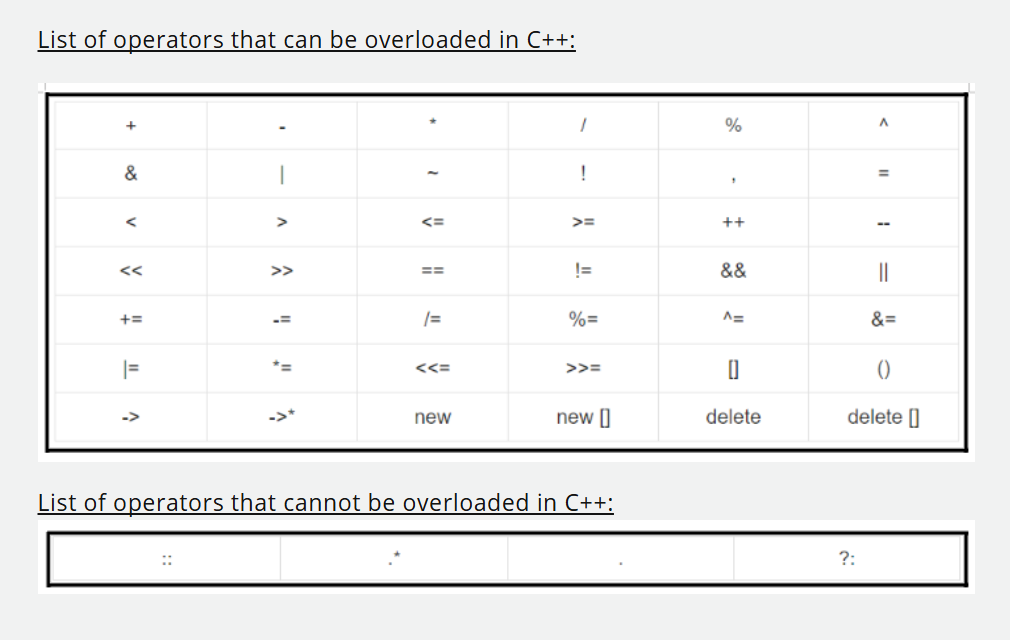 List of operators that can be overloaded in C++:
+ - * / % ^
& | ~ ! , =
< > <= >= ++ --
<< >> == != && ||
+= -= /= %= ^= &=
|= *= <<= >>= [] ()
-> ->* new new [] delete delete []
List of operators that cannot be overloaded in C++:
:: .* . ?: